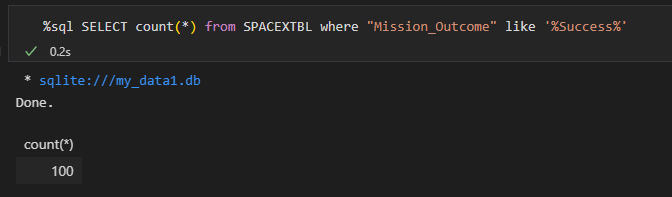 %sql SELECT count(*) from SPACEXTBL where "Mission_Outcome" like '%Success%'
0.2s
* sqlite:///my_data1.db
Done.
count(*)
100